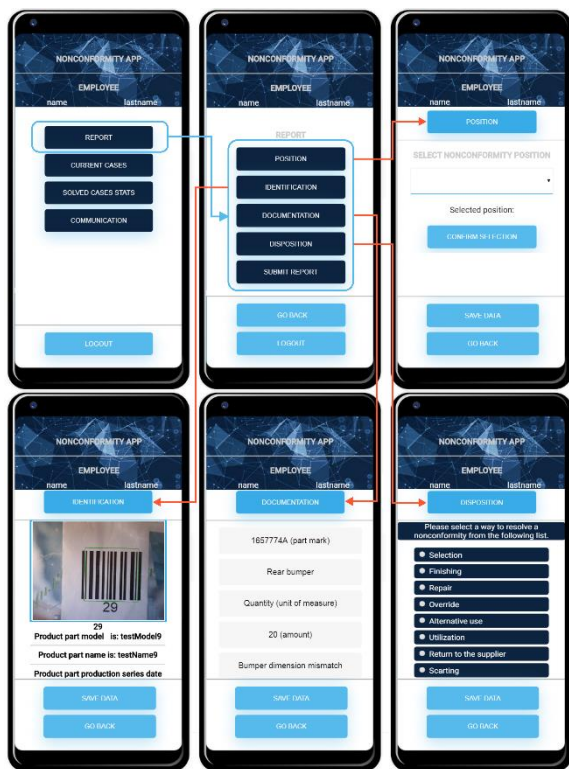 NONCONFORMITY APP
EMPLOYEE
name lastname
REPORT
CURRENT CASES
SOLVED CASES STATS
COMMUNICATION
LOGOUT
NONCONFORMITY APP
EMPLOYEE
name lastname
REPORT
POSITION
IDENTIFICATION
DOCUMENTATION
DISPOSITION
SUBMIT REPORT
GO BACK
LOGOUT
NONCONFORMITY APP
EMPLOYEE
name lastname
POSITION
SELECT NONCONFORMITY POSITION
Selected position:
CONFIRM SELECTION
SAVE DATA
GO BACK
NONCONFORMITY APP
EMPLOYEE
name lastname
IDENTIFICATION
29
29
Product part model is: testModel9
Product part name is: testName9
Product part production series date
SAVE DATA
GO BACK
NONCONFORMITY APP
EMPLOYEE
name lastname
DOCUMENTATION
1657774A (part mark)
Rear bumper
Quantity (unit of measure)
20 (amount)
Bumper dimension mismatch
SAVE DATA
GO BACK
NONCONFORMITY APP
EMPLOYEE
name lastname
DISPOSITION
Please select a way to resolve a
nonconformity from the following list.
Selection
Finishing
Repair
Override
Alternative use
Utilization
Return to the supplier
Scarting
SAVE DATA
GO BACK